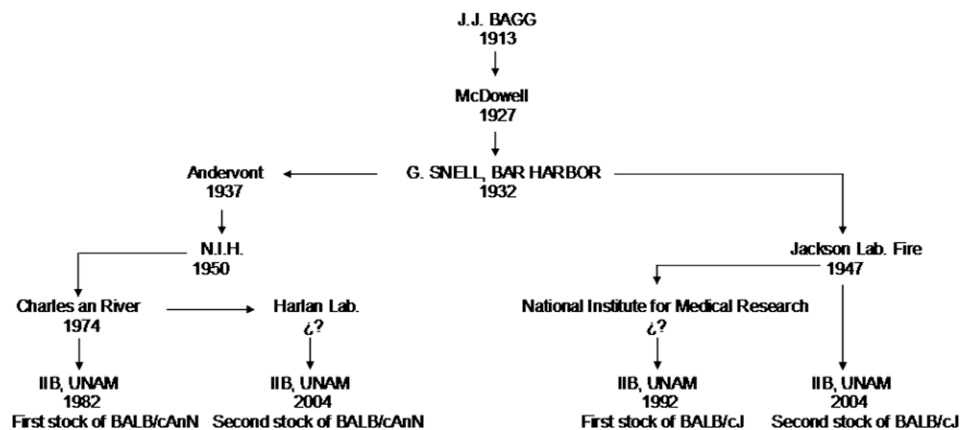 J.J. BAGG
1913
McDowell
1927
Andervont
1937
G. SNELL, BAR HARBOR
1932
N.I.H.
1950
Jackson Lab. Fire
1947
Charles an River
1974
Harlan Lab.
¿?
National Institute for Medical Research
¿?
IIB, UNAM
1982
First stock of BALB/cAnN
IIB, UNAM
2004
Second stock of BALB/cAnN
IIB, UNAM
1992
First stock of BALB/cJ
IIB, UNAM
2004
Second stock of BALB/cJ